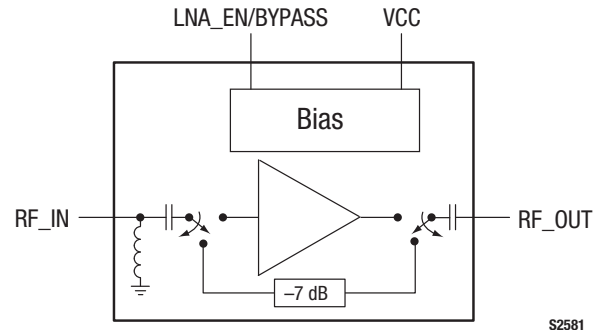 LNA_EN/BYPASS VCC
Bias
RF_IN
RF_OUT
–7 dB
S2581